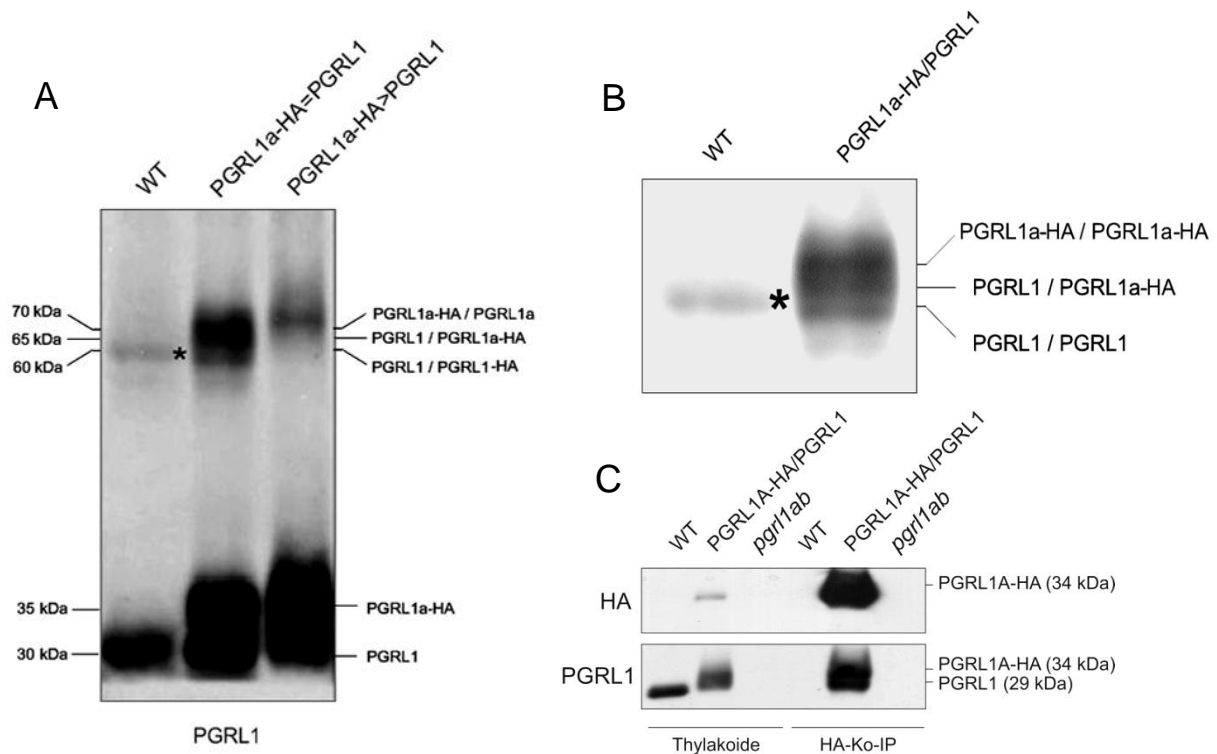 A
WT
PGRL1a-HA=PGRL1
PGRL1a-HA>PGRL1
70 kDa
65 kDa
60 kDa
35 kDa
30 kDa
*
PGRL1a-HA / PGRL1a
PGRL1 / PGRL1a-HA
PGRL1 / PGRL1-HA
PGRL1a-HA
PGRL1
PGRL1
B
WT
PGRL1a-HA/PGRL1
*
PGRL1a-HA / PGRL1a-HA
PGRL1 / PGRL1a-HA
PGRL1 / PGRL1
C
WT
PGRL1A-HA/PGRL1
pgrl1ab
WT
PGRL1A-HA/PGRL1
pgrl1ab
HA
PGRL1A-HA (34 kDa)
PGRL1
PGRL1A-HA (34 kDa)
PGRL1 (29 kDa)
Thylakoide
HA-Ko-IP